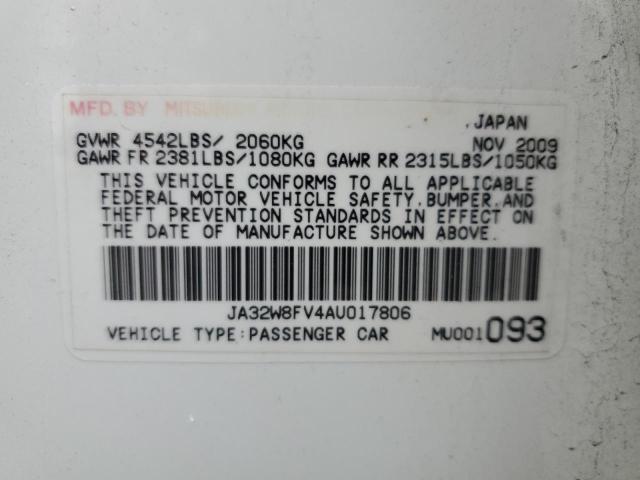 MFD. BY MITSUBISHI
JAPAN
GVWR 4542LBS/ 2060KG NOV 2009
GAWR FR 2381LBS/1080KG GAWR RR 2315LBS/1050KG
THIS VEHICLE CONFORMS TO ALL APPLICABLE
FEDERAL MOTOR VEHICLE SAFETY,BUMPER,AND
THEFT PREVENTION STANDARDS IN EFFECT ON
THE DATE OF MANUFACTURE SHOWN ABOVE.
JA32W8FV4AU017806
VEHICLE TYPE:PASSENGER CAR MU001093